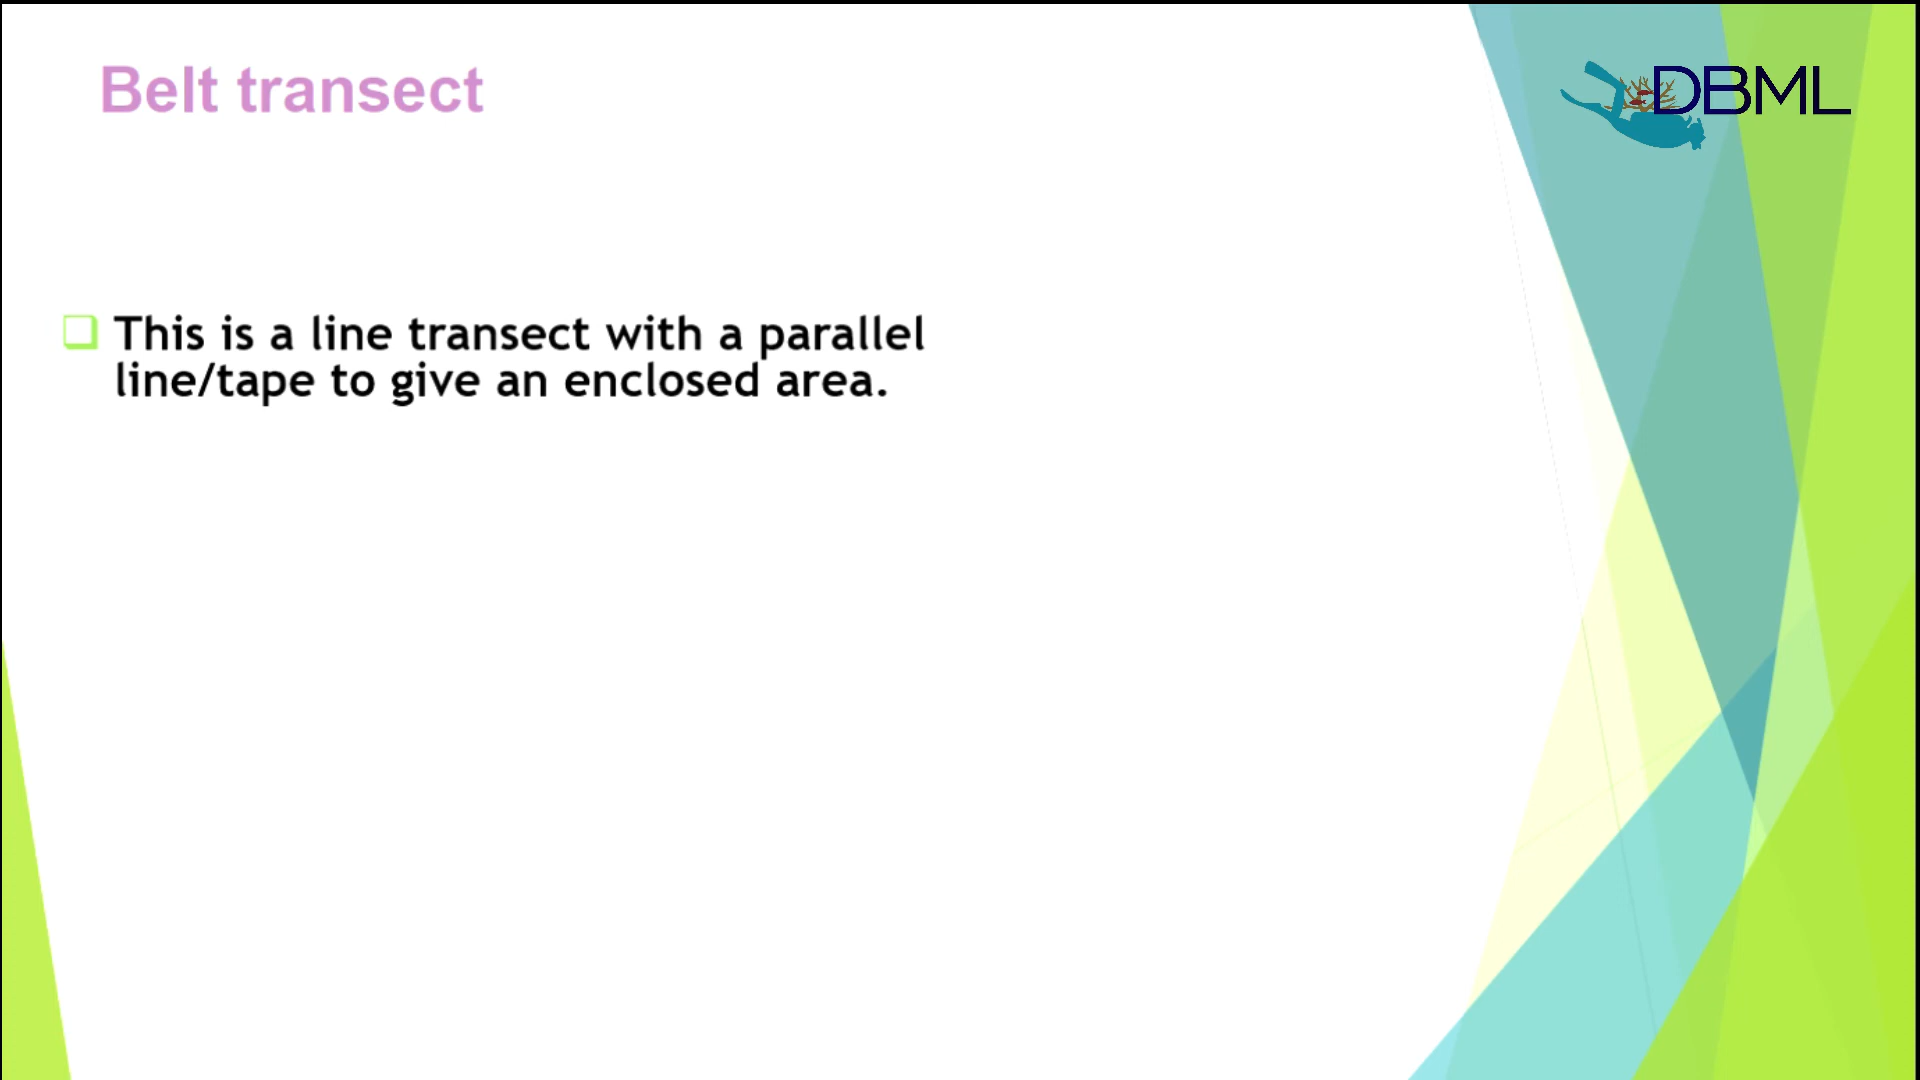 Belt transect
DBML
This is a line transect with a parallel
line/tape to give an enclosed area.